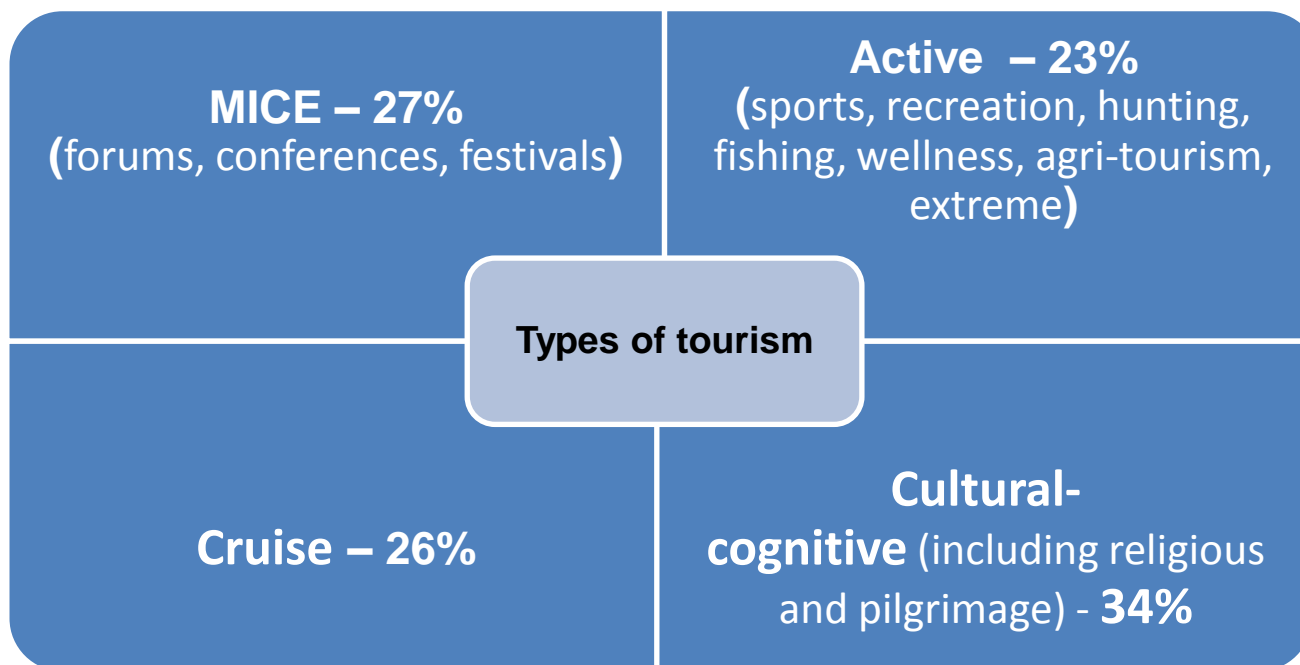 MICE – 27%
(forums, conferences, festivals)
Active – 23%
(sports, recreation, hunting,
fishing, wellness, agri-tourism,
extreme)
Types of tourism
Cruise – 26%
Cultural-
cognitive (including religious
and pilgrimage) - 34%